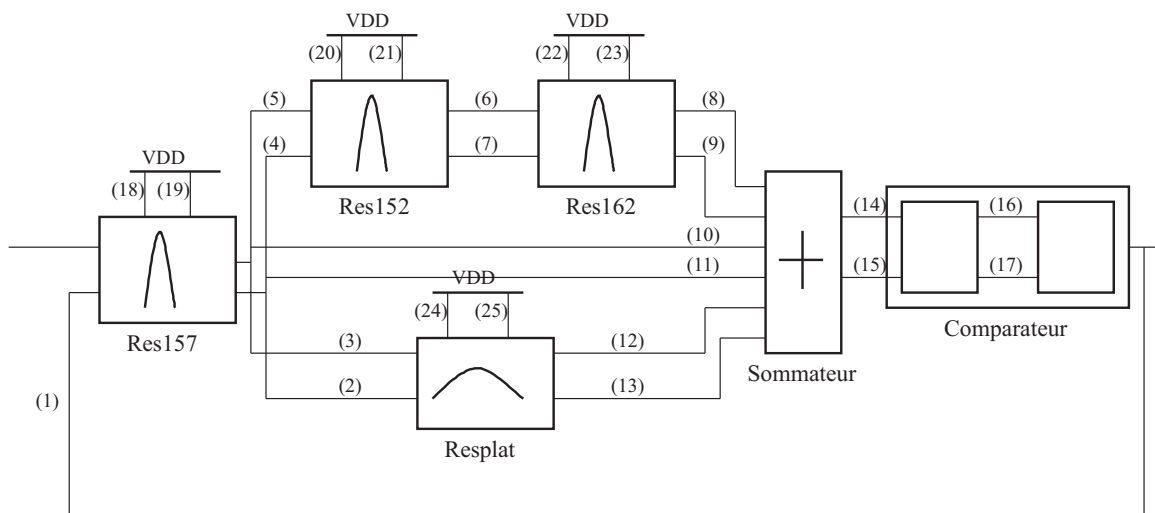 VDD
VDD
(20)
(21)
(22)
(23)
(5)
(6)
(8)
(4)
(7)
(9)
VDD
(18)
(19)
Res152
Res162
(14)
(16)
(10)
(11)
(15)
(17)
VDD
(24)
(25)
Res157
(3)
(12)
Comparateur
Sommateur
(2)
(13)
(1)
Resplat